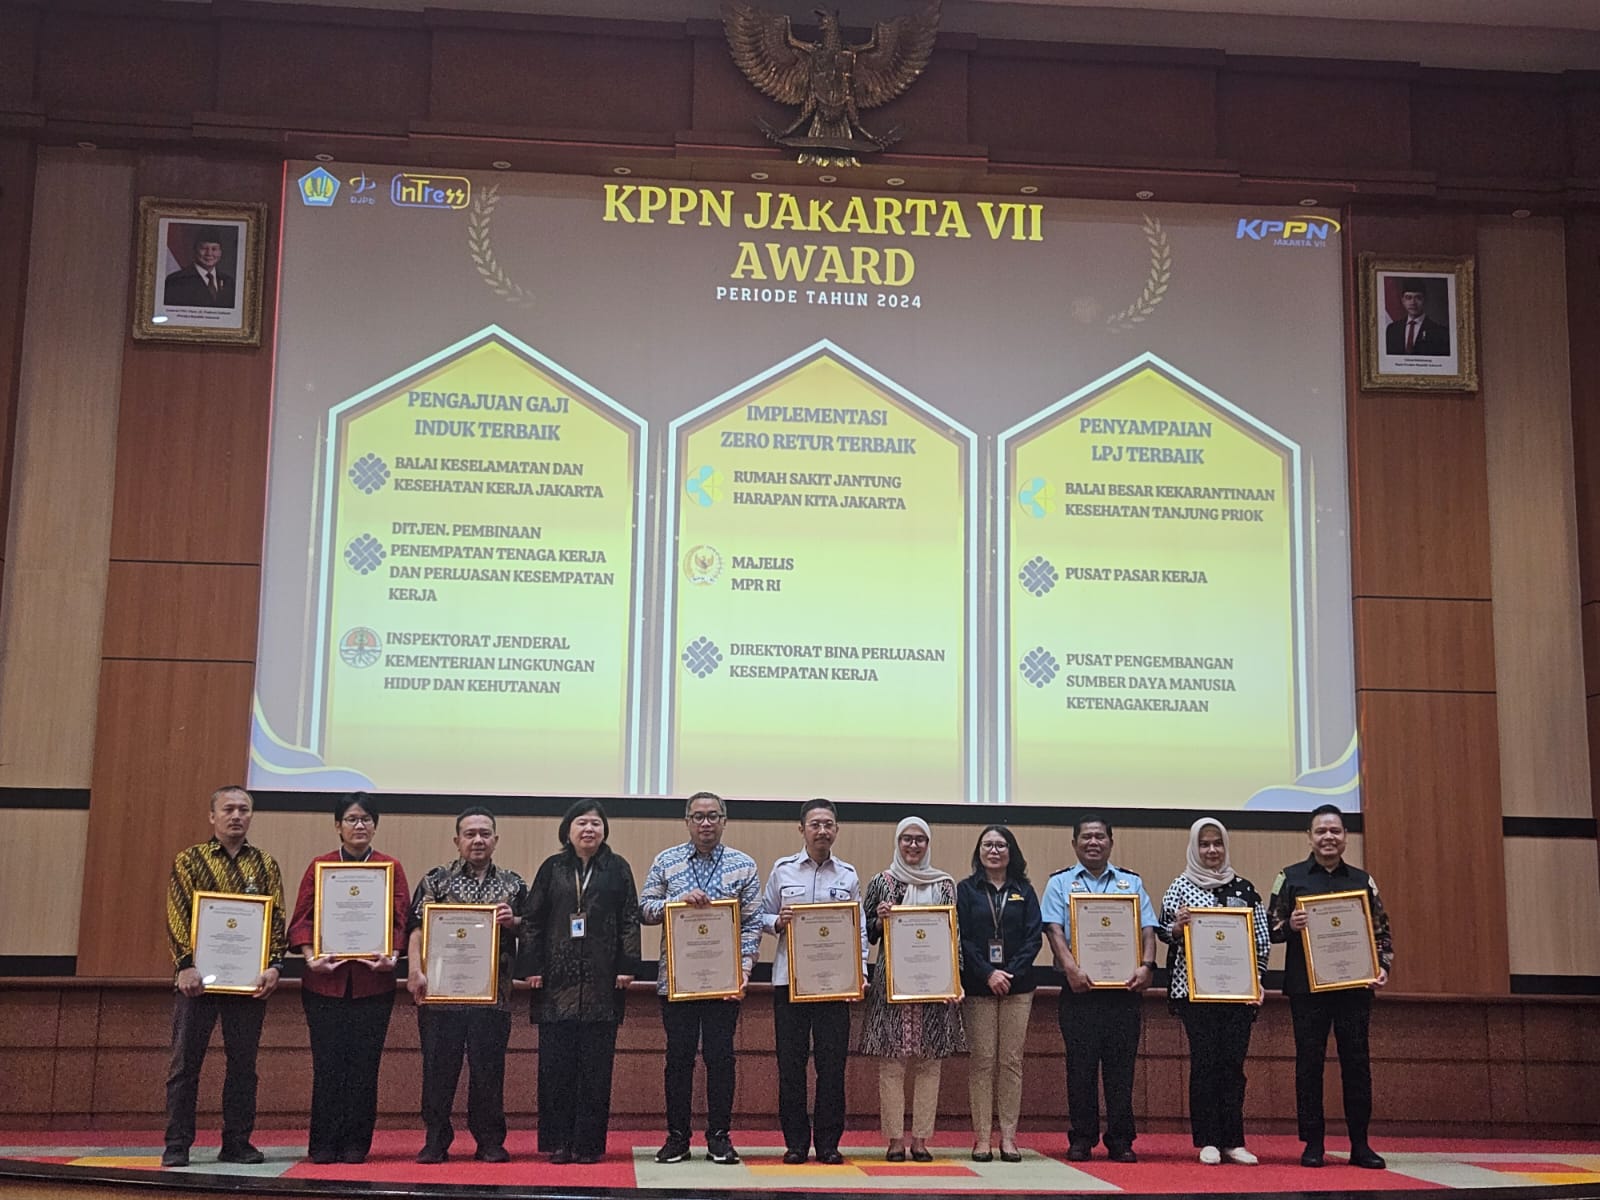 DJPB
InTress
KPPN JAKARTA VII
AWARD
PERIODE TAHUN 2024
KPPN
JAKARTA VII
PENGAJUAN GAJI
INDUK TERBAIK
BALAI KESELAMATAN DAN
KESEHATAN KERJA JAKARTA
DITJEN. PEMBINAAN
PENEMPATAN TENAGA KERJA
DAN PERLUASAN KESEMPATAN
KERJA
INSPEKTORAT JENDERAL
KEMENTERIAN LINGKUNGAN
HIDUP DAN KEHUTANAN
IMPLEMENTASI
ZERO RETUR TERBAIK
RUMAH SAKIT JANTUNG
HARAPAN KITA JAKARTA
MAJELIS
MPR RI
DIREKTORAT BINA PERLUASAN
KESEMPATAN KERJA
PENYAMPAIAN
LPJ TERBAIK
BALAI BESAR KEKARANTINAAN
KESEHATAN TANJUNG PRIOK
PUSAT PASAR KERJA
PUSAT PENGEMBANGAN
SUMBER DAYA MANUSIA
KETENAGAKERJAAN